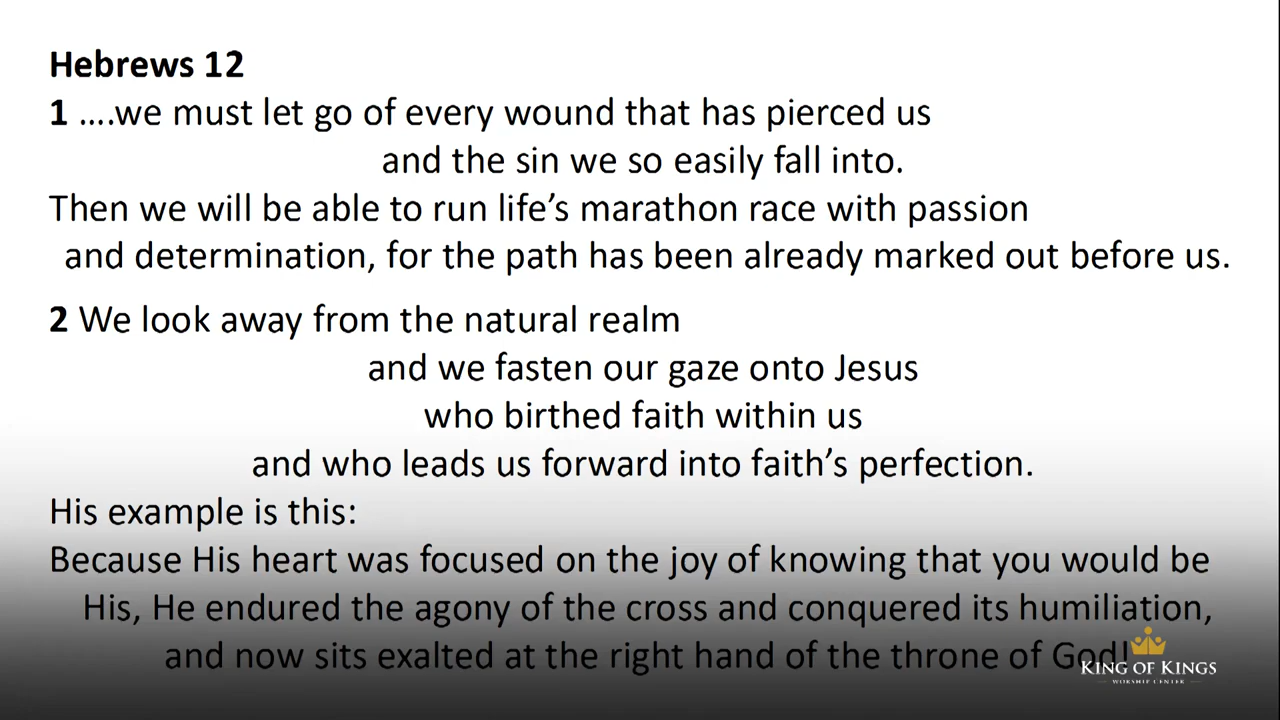 Hebrews 12
1 ....we must let go of every wound that has pierced us
and the sin we so easily fall into.
Then we will be able to run life’s marathon race with passion
and determination, for the path has been already marked out before us.
2 We look away from the natural realm
and we fasten our gaze onto Jesus
who birthed faith within us
and who leads us forward into faith’s perfection.
His example is this:
Because His heart was focused on the joy of knowing that you would be
His, He endured the agony of the cross and conquered its humiliation,
and now sits exalted at the right hand of the throne of God!
KING OF KINGS
WORSHIP CENTER